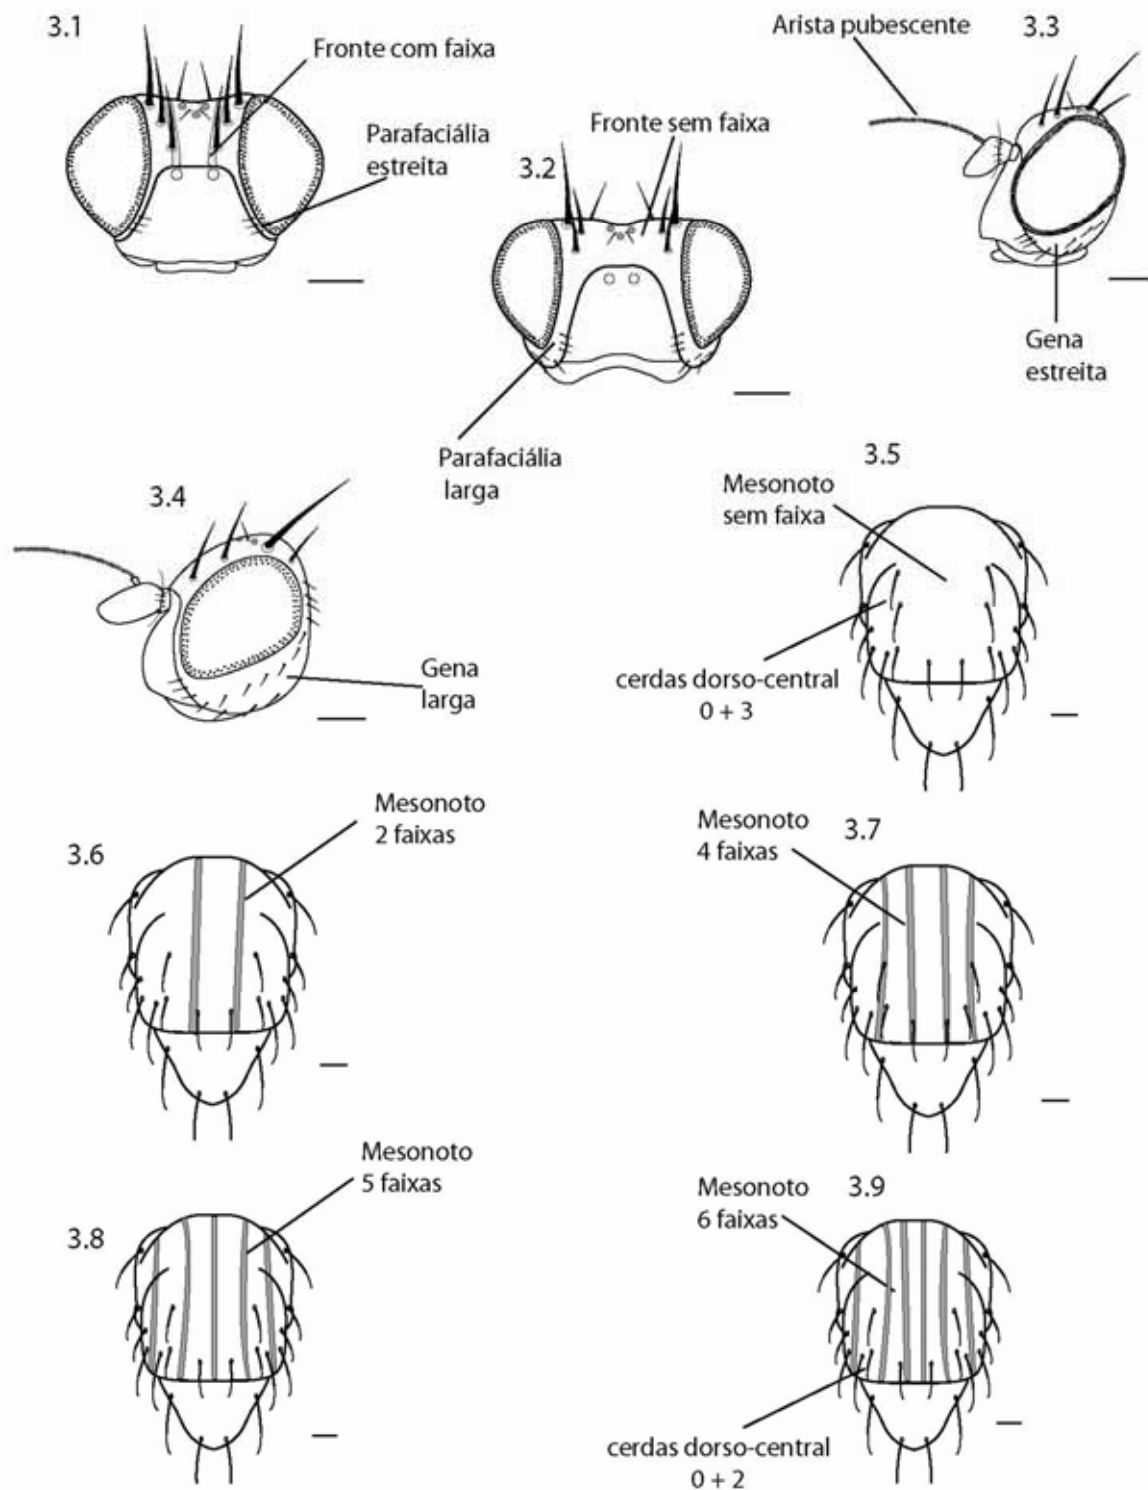 3.1
Fronte com faixa
Parafaciália
estreita
3.2
Fronte sem faixa
Parafaciália
larga
Arista pubescente
3.3
Gena
estreita
3.4
Gena
larga
3.5
Mesonoto
sem faixa
cerdas dorso-central
0 + 3
3.6
Mesonoto
2 faixas
Mesonoto
4 faixas
3.7
3.8
Mesonoto
5 faixas
Mesonoto
6 faixas
3.9
cerdas dorso-central
0 + 2